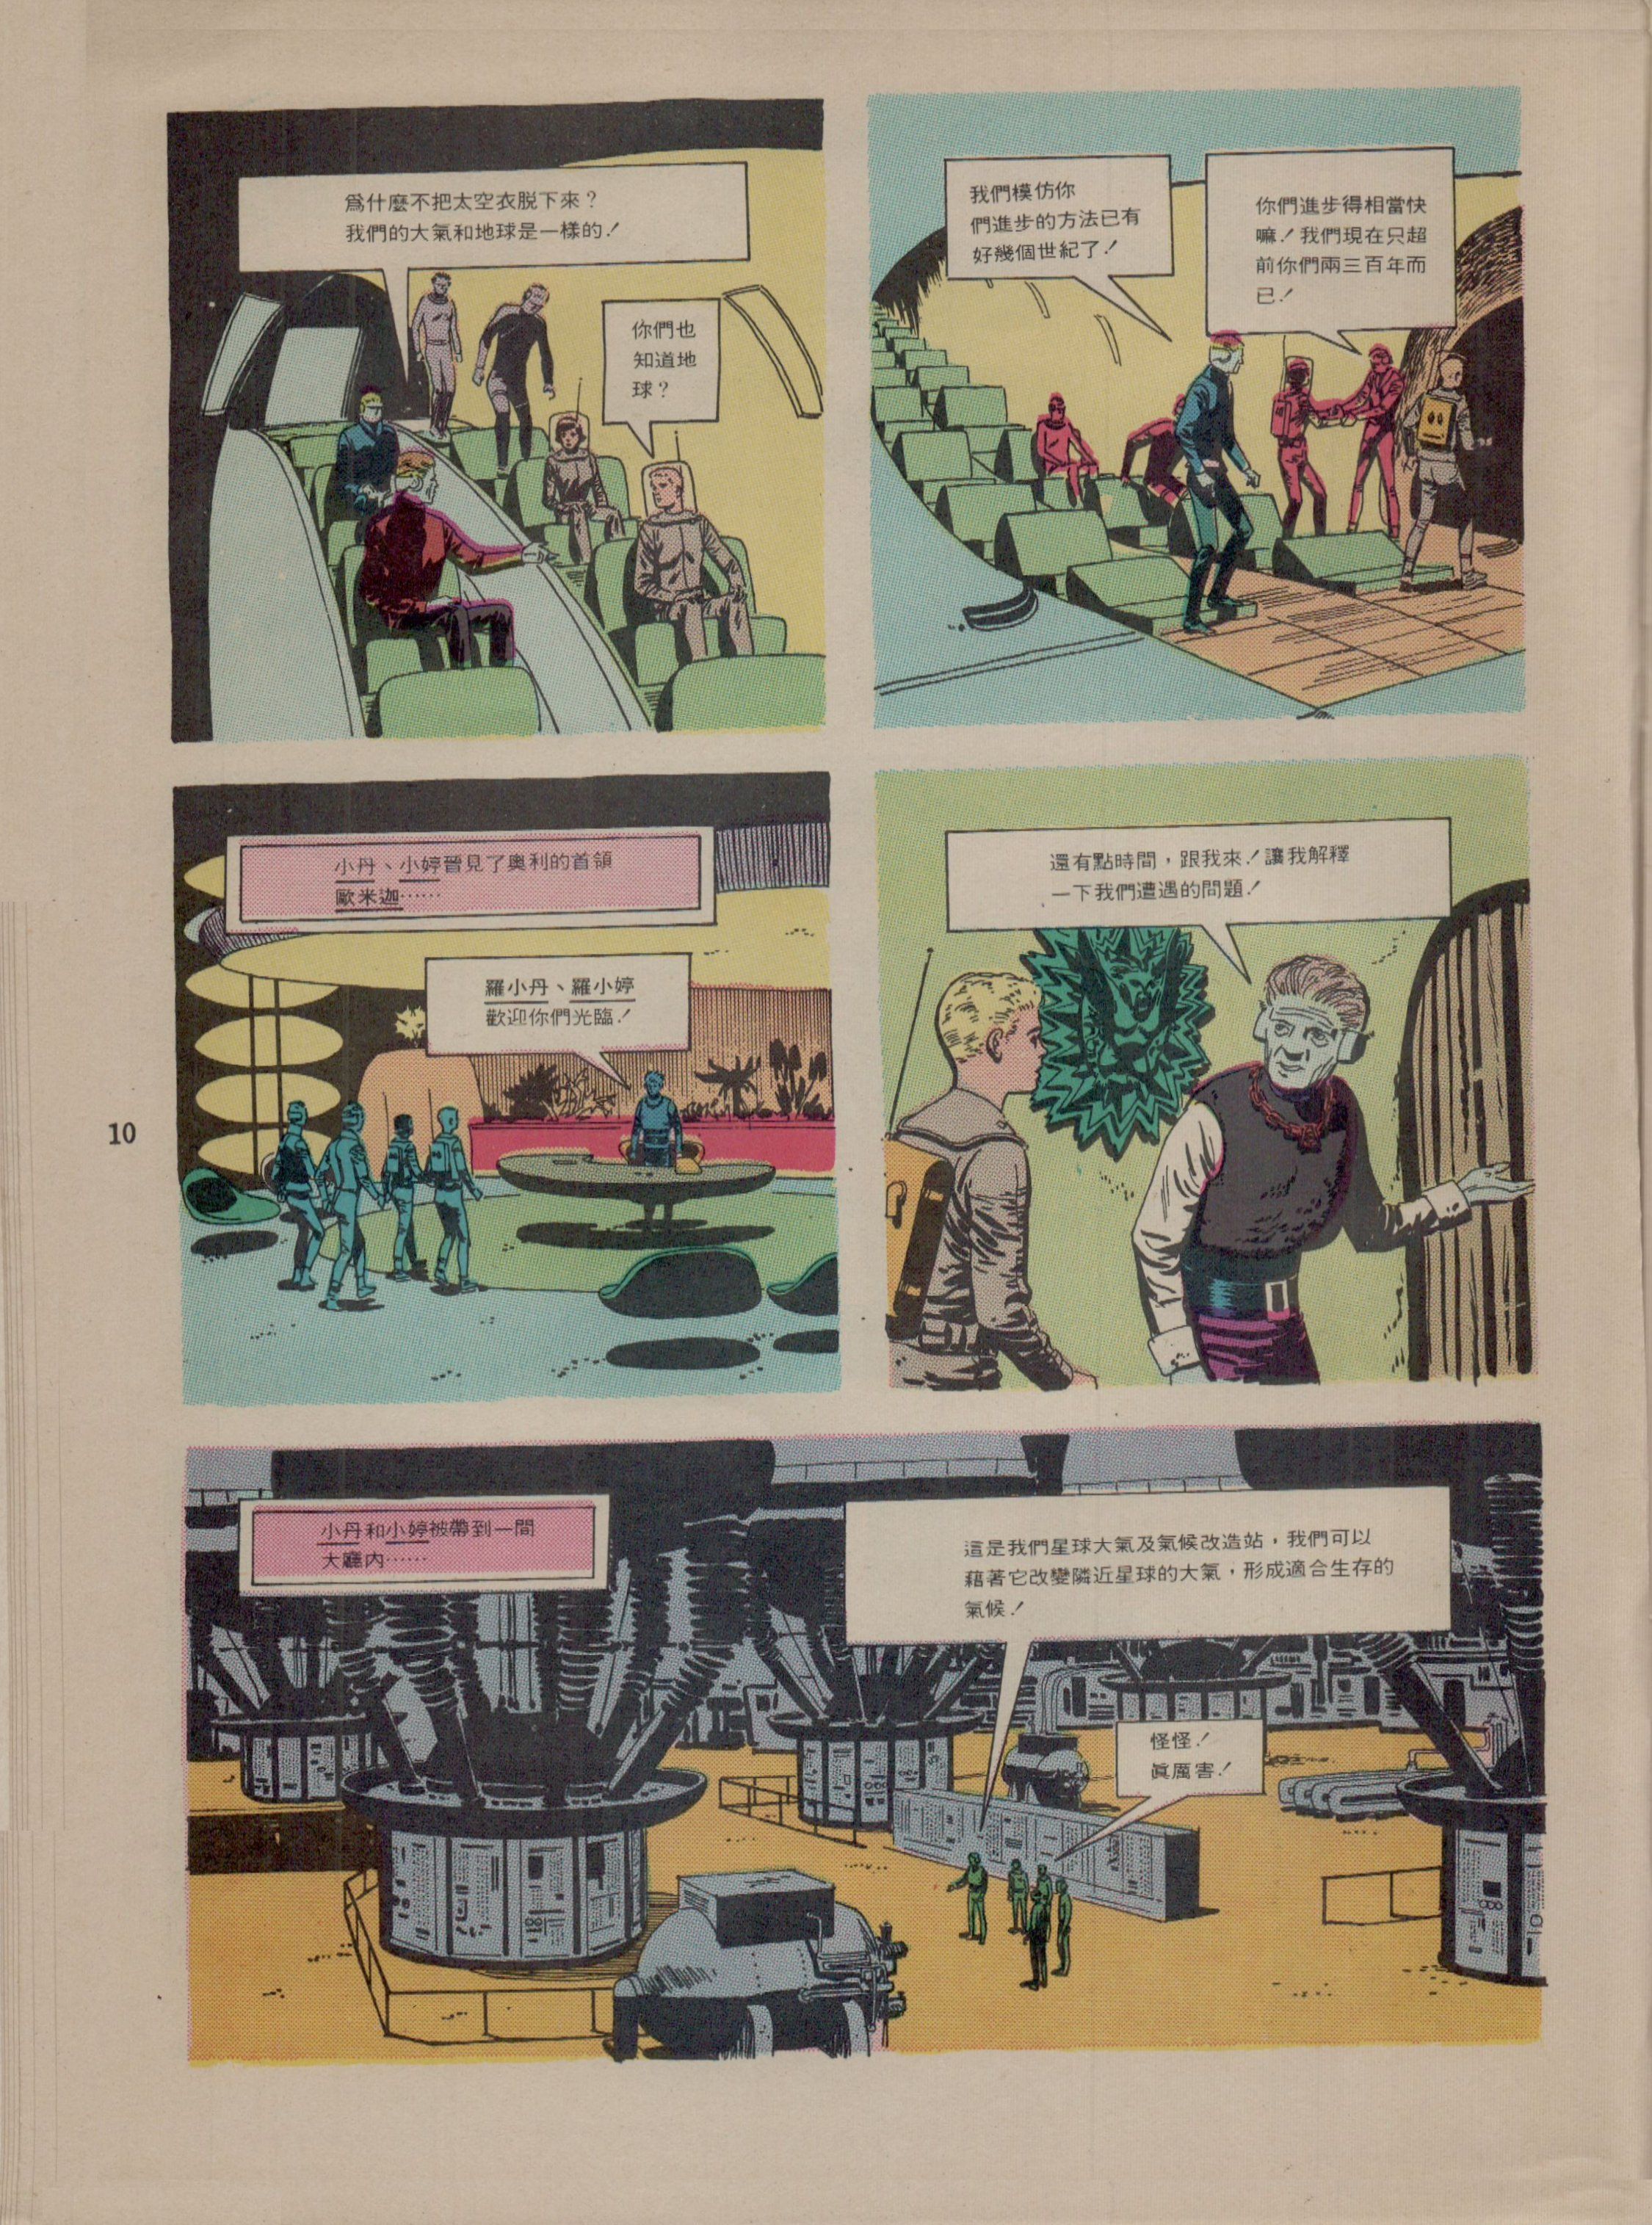 爲什麼不把太空衣脫下來？
我們的大氣和地球是一樣的！
你們也
知道地
球？
我們模仿你
們進步的方法已有
好幾個世紀了！
你們進步得相當快
嘛！我們現在只超
前你們兩三百年而
已！
小丹、小婷晉見了奧利的首領
歐米迦……
羅小丹、羅小婷
歡迎你們光臨！
還有點時間，跟我來！讓我解釋
一下我們遭遇的問題！
10
小丹和小婷被帶到一間
大廳內……
這是我們星球大氣及氣候改造站，我們可以
藉著它改變隣近星球的大氣，形成適合生存的
氣候！
怪怪！
眞厲害！